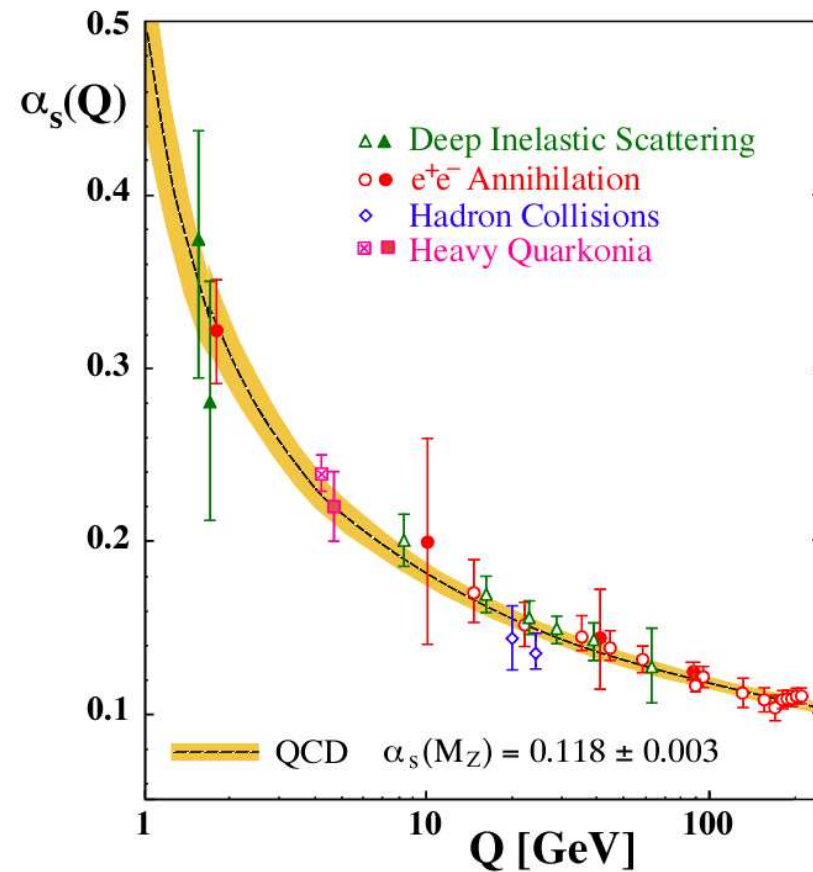 0.5
αs(Q)
Deep Inelastic Scattering
e⁺e⁻ Annihilation
Hadron Collisions
Heavy Quarkonia
0.4
0.3
0.2
0.1
QCD αs(MZ) = 0.118 ± 0.003
1 10 100
Q [GeV]